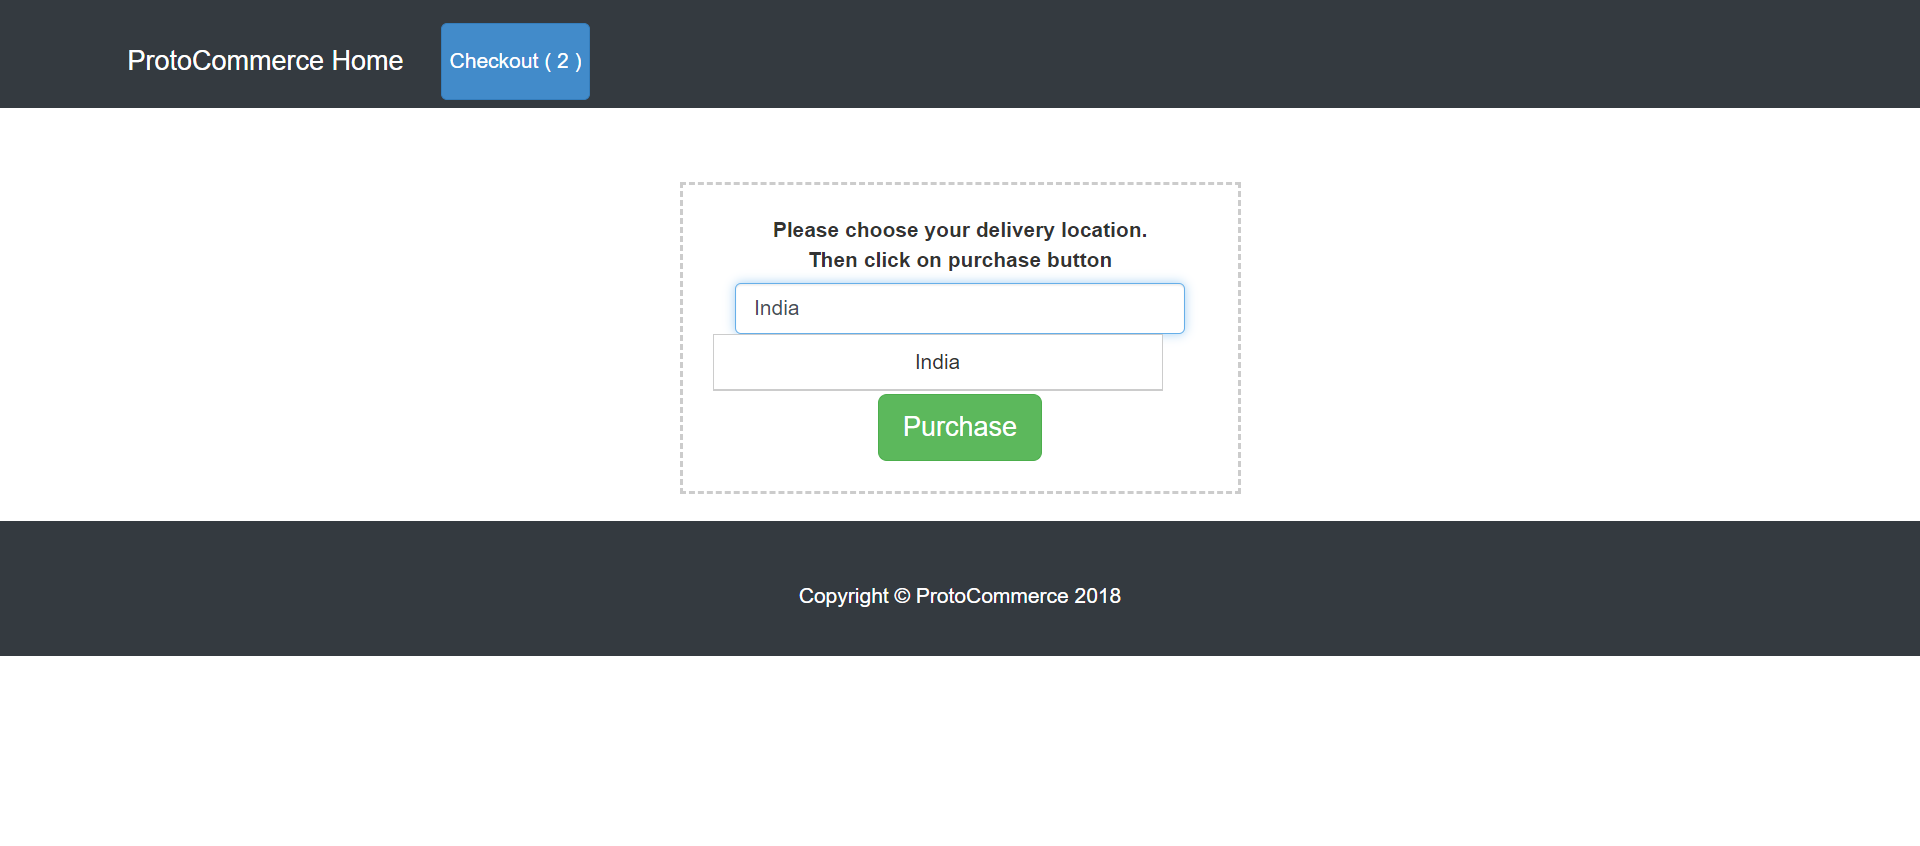 ProtoCommerce Home
Checkout ( 2 )
Please choose your delivery location.
Then click on purchase button
India
India
Purchase
Copyright © ProtoCommerce 2018